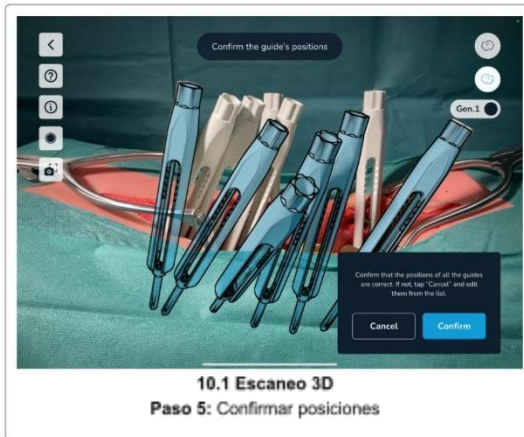 Confirm the guide's positions
Gen.1
Confirm that the positions of all the guides
are correct. If not, tap "Cancel" and edit
them from the list.
Cancel
Confirm
10.1 Escaneo 3D
Paso 5: Confirmar posiciones